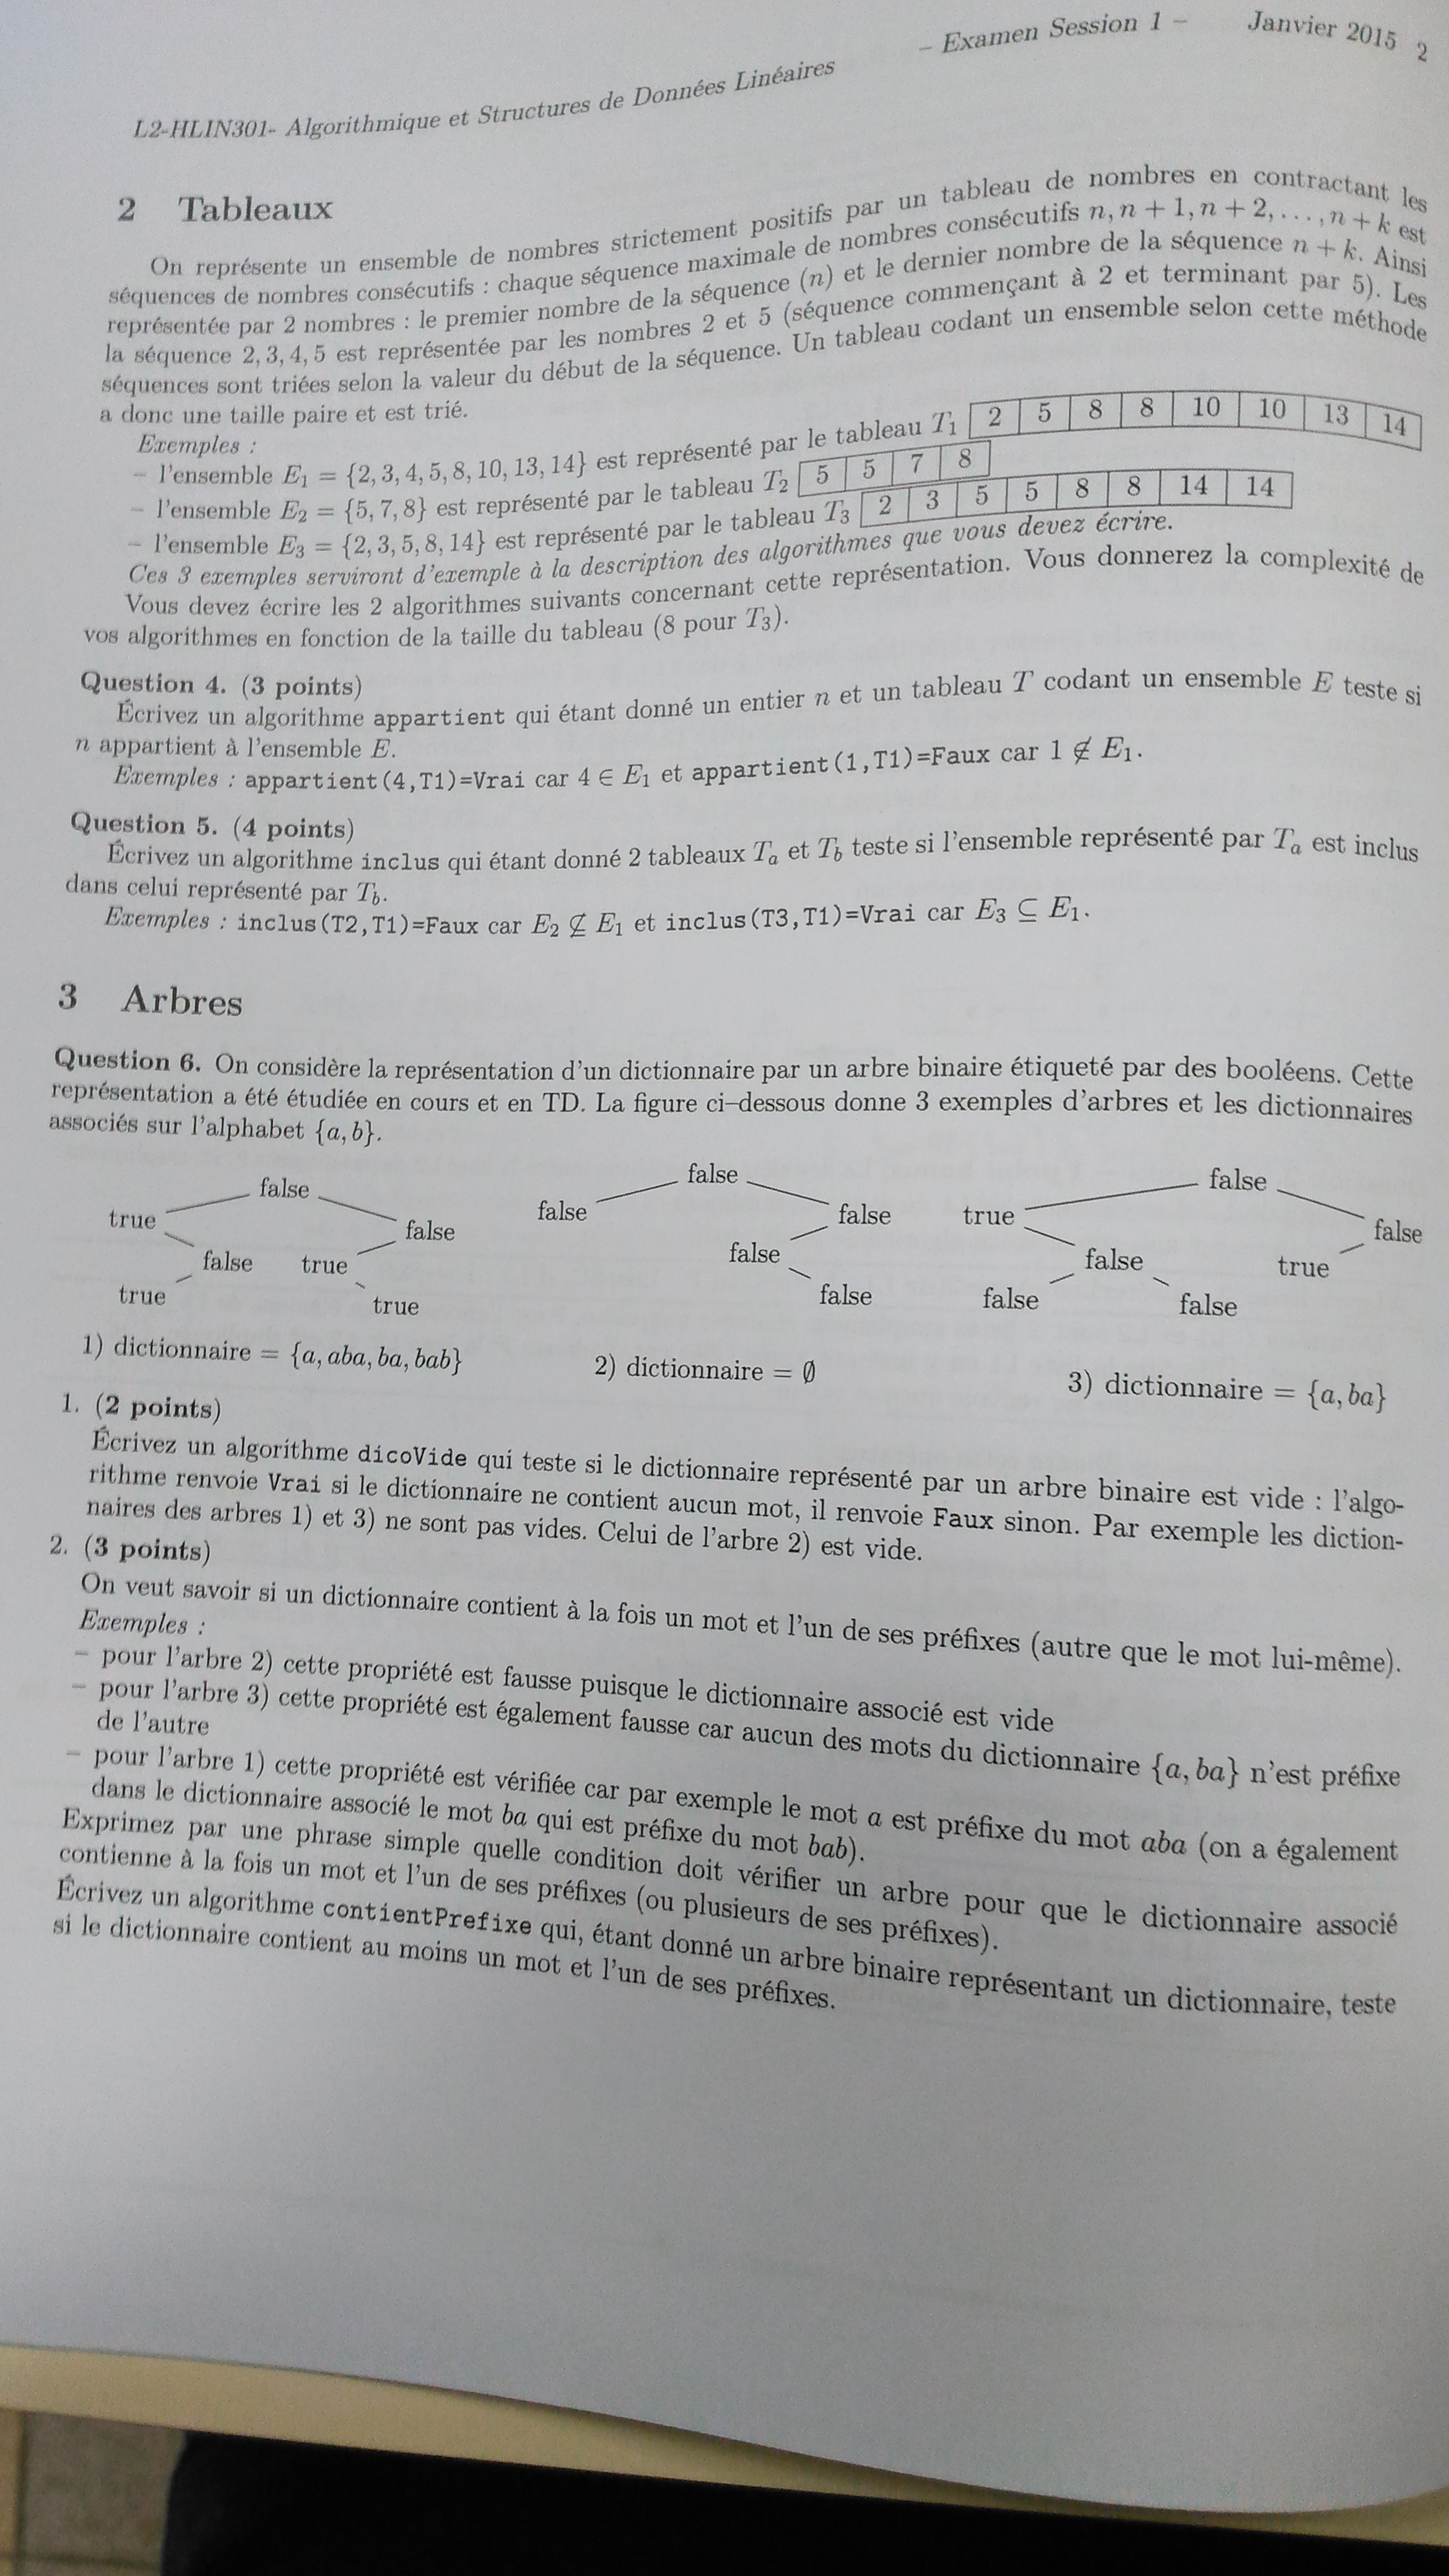 L2-HLIN301- Algorithmique et Structures de Données Linéaires – Examen Session 1 – Janvier 2015 2
2 Tableaux
On représente un ensemble de nombres strictement positifs par un tableau de nombres en contractant les
séquences de nombres consécutifs : chaque séquence maximale de nombres consécutifs n, n + 1, n + 2, . . . , n + k est
représentée par 2 nombres : le premier nombre de la séquence (n) et le dernier nombre de la séquence n + k. Ainsi
la séquence 2, 3, 4, 5 est représentée par les nombres 2 et 5 (séquence commençant à 2 et terminant par 5). Les
séquences sont triées selon la valeur du début de la séquence. Un tableau codant un ensemble selon cette méthode
a donc une taille paire et est trié.
Exemples :
– l'ensemble E₁ = {2, 3, 4, 5, 8, 10, 13, 14} est représenté par le tableau T₁ 2 5 8 8 10 10 13 14
– l'ensemble E₂ = {5, 7, 8} est représenté par le tableau T₂ 5 5 7 8
– l'ensemble E₃ = {2, 3, 5, 8, 14} est représenté par le tableau T₃ 2 3 5 5 8 8 14 14
Ces 3 exemples serviront d'exemple à la description des algorithmes que vous devez écrire.
Vous devez écrire les 2 algorithmes suivants concernant cette représentation. Vous donnerez la complexité de
vos algorithmes en fonction de la taille du tableau (8 pour T₃).
Question 4. (3 points)
Écrivez un algorithme appartient qui étant donné un entier n et un tableau T codant un ensemble E teste si
n appartient à l'ensemble E.
Exemples : appartient(4,T1)=Vrai car 4 ∈ E₁ et appartient(1,T1)=Faux car 1 ∉ E₁.
Question 5. (4 points)
Écrivez un algorithme inclus qui étant donné 2 tableaux Tₐ et T_b teste si l'ensemble représenté par Tₐ est inclus
dans celui représenté par T_b.
Exemples : inclus(T2,T1)=Faux car E₂ ⊈ E₁ et inclus(T3,T1)=Vrai car E₃ ⊆ E₁.
3 Arbres
Question 6. On considère la représentation d'un dictionnaire par un arbre binaire étiqueté par des booléens. Cette
représentation a été étudiée en cours et en TD. La figure ci–dessous donne 3 exemples d'arbres et les dictionnaires
associés sur l'alphabet {a, b}.
false
true false
false true
true true
1) dictionnaire = {a, aba, ba, bab}
false
false false
false
false
2) dictionnaire = ∅
false
true false
false true
false false
3) dictionnaire = {a, ba}
1. (2 points)
Écrivez un algorithme dicoVide qui teste si le dictionnaire représenté par un arbre binaire est vide : l'algo-
rithme renvoie Vrai si le dictionnaire ne contient aucun mot, il renvoie Faux sinon. Par exemple les diction-
naires des arbres 1) et 3) ne sont pas vides. Celui de l'arbre 2) est vide.
2. (3 points)
On veut savoir si un dictionnaire contient à la fois un mot et l'un de ses préfixes (autre que le mot lui-même).
Exemples :
– pour l'arbre 2) cette propriété est fausse puisque le dictionnaire associé est vide
– pour l'arbre 3) cette propriété est également fausse car aucun des mots du dictionnaire {a, ba} n'est préfixe
de l'autre
– pour l'arbre 1) cette propriété est vérifiée car par exemple le mot a est préfixe du mot aba (on a également
dans le dictionnaire associé le mot ba qui est préfixe du mot bab).
Exprimez par une phrase simple quelle condition doit vérifier un arbre pour que le dictionnaire associé
contienne à la fois un mot et l'un de ses préfixes (ou plusieurs de ses préfixes).
Écrivez un algorithme contientPrefixe qui, étant donné un arbre binaire représentant un dictionnaire, teste
si le dictionnaire contient au moins un mot et l'un de ses préfixes.